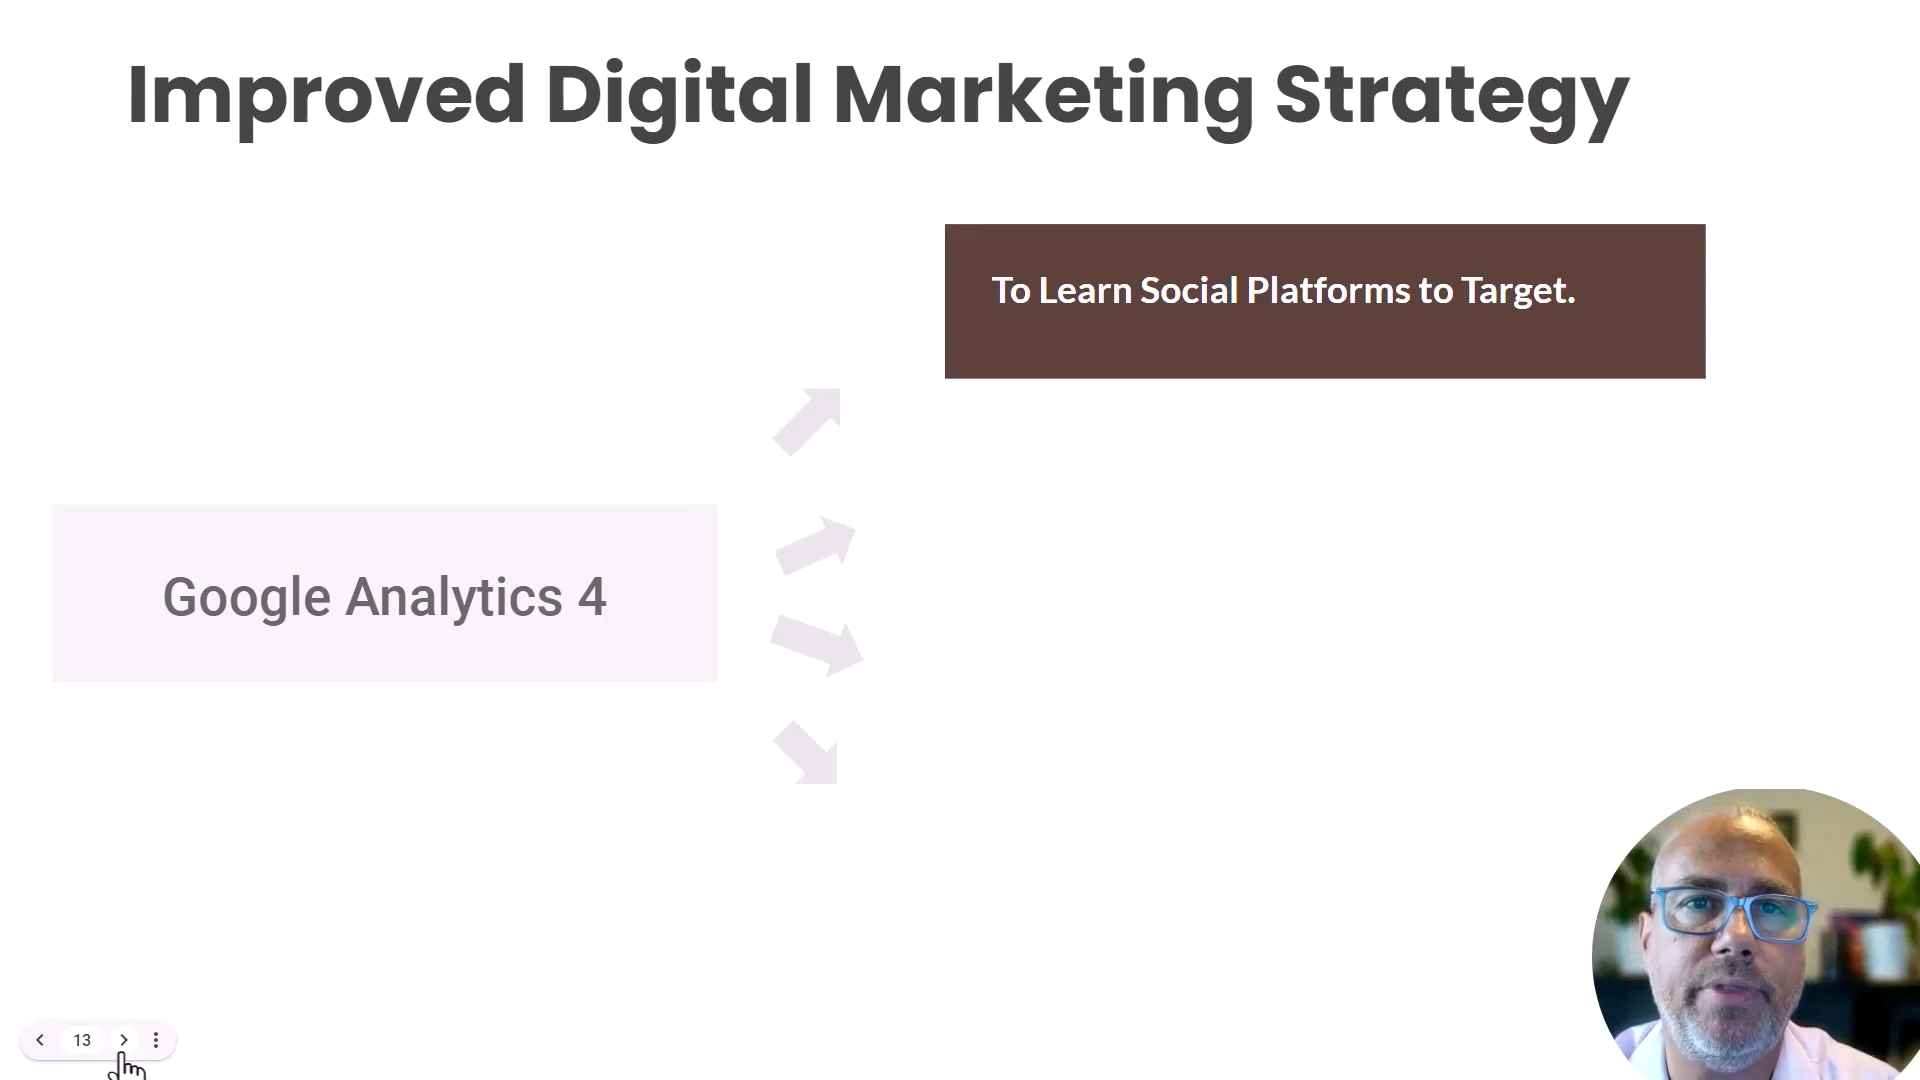 Improved Digital Marketing Strategy
To Learn Social Platforms to Target.
Google Analytics 4
13